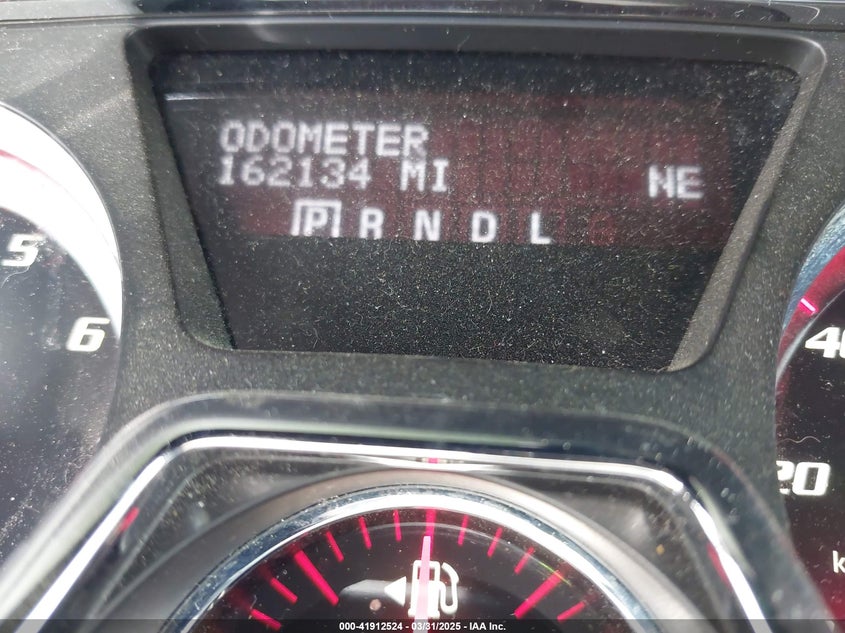 ODOMETER
162134 MI NE
P R N D L
5
6
40
20
k
000-41912524 - 03/31/2025 - IAA Inc.